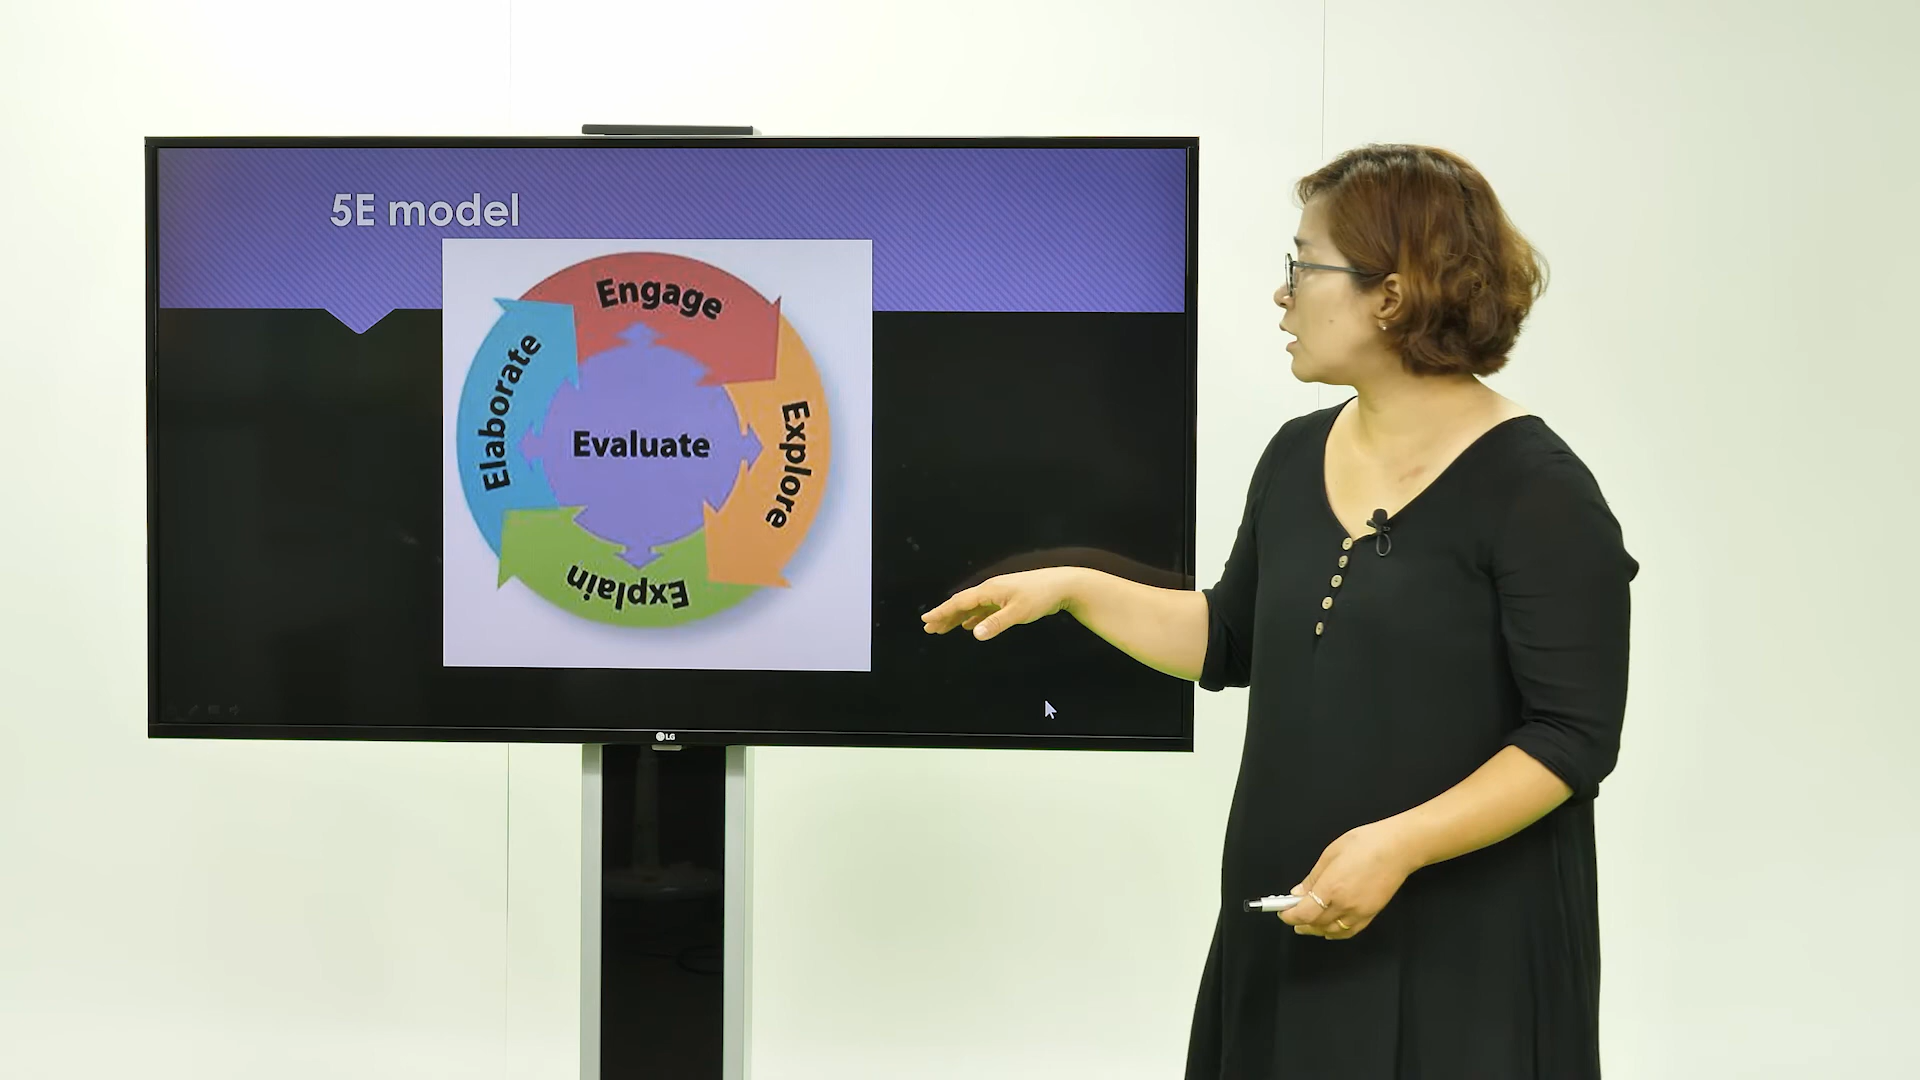 5E model
Engage
Explore
Explain
Elaborate
Evaluate
LG